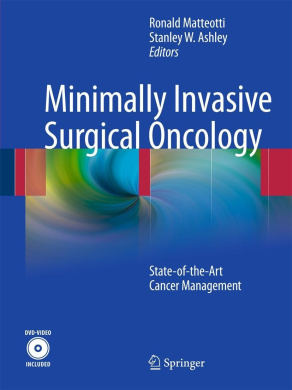 Ronald Matteotti
Stanley W. Ashley
Editors
Minimally Invasive
Surgical Oncology
State-of-the-Art
Cancer Management
DVD-VIDEO
INCLUDED
Springer